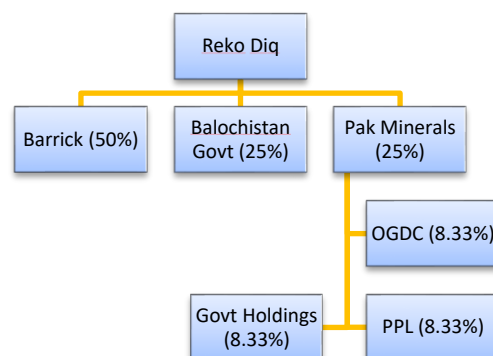 Reko Diq
Barrick (50%)
Balochistan
Govt (25%)
Pak Minerals
(25%)
OGDC (8.33%)
Govt Holdings
(8.33%)
PPL (8.33%)